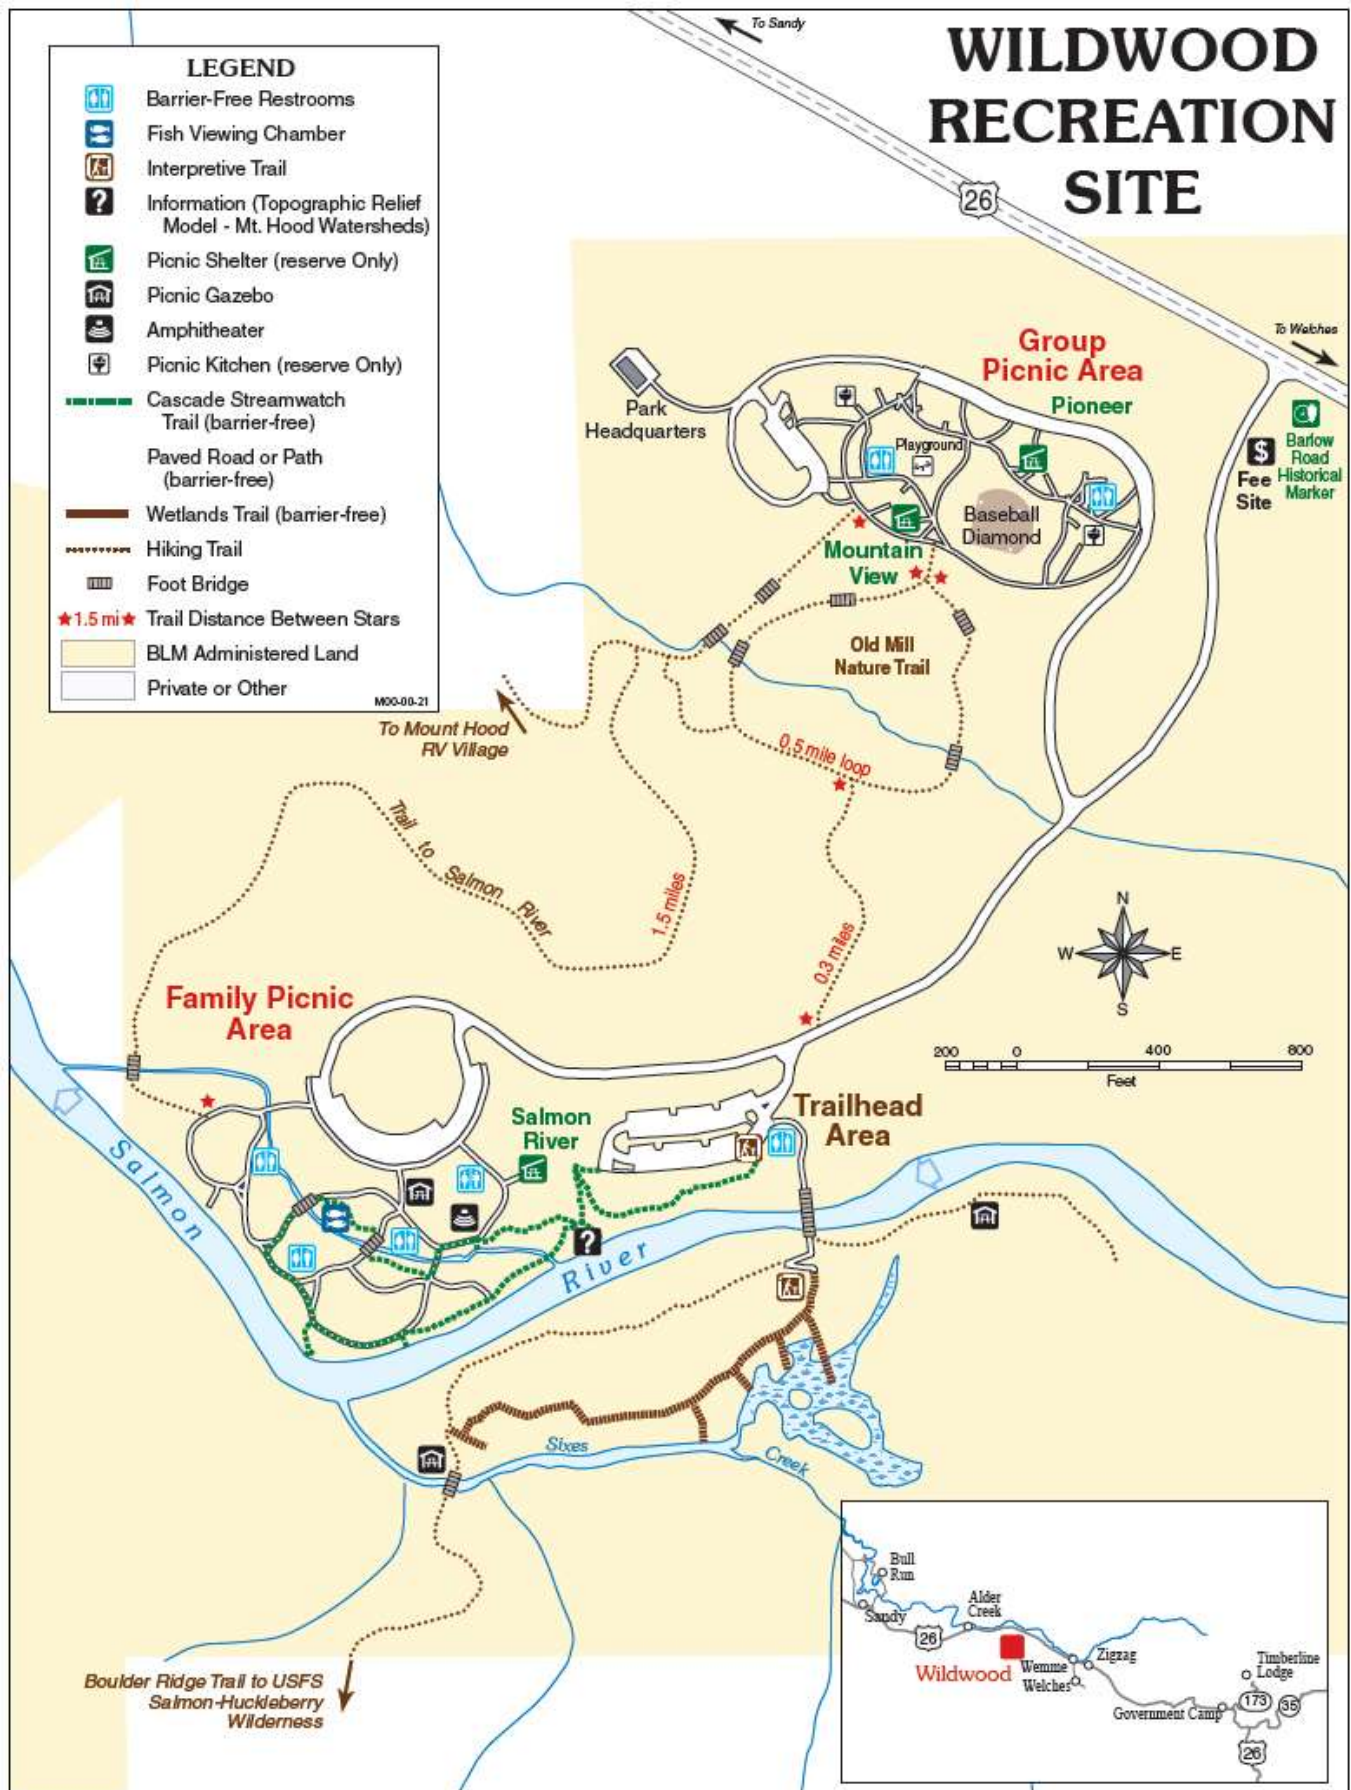 To Sandy
WILDWOOD
RECREATION
SITE
26
LEGEND
Barrier-Free Restrooms
Fish Viewing Chamber
Interpretive Trail
? Information (Topographic Relief
Model - Mt. Hood Watersheds)
Picnic Shelter (reserve Only)
Picnic Gazebo
Amphitheater
Picnic Kitchen (reserve Only)
Cascade Streamwatch
Trail (barrier-free)
Paved Road or Path
(barrier-free)
Wetlands Trail (barrier-free)
Hiking Trail
Foot Bridge
1.5 mi Trail Distance Between Stars
BLM Administered Land
Private or Other
M00-00-21
To Welches
Group
Picnic Area
Pioneer
Park
Headquarters
Playground
Baseball
Diamond
Mountain
View
$
Fee
Site
Barlow
Road
Historical
Marker
Old Mill
Nature Trail
To Mount Hood
RV Village
0.5 mile loop
Trail to Salmon River
1.5 miles
0.3 miles
N
W E
S
200 0 400 800
Feet
Family Picnic
Area
Salmon
River
Trailhead
Area
Salmon
?
River
Sixes
Creek
Boulder Ridge Trail to USFS
Salmon-Huckleberry
Wilderness
Bull
Run
Sandy
Alder
Creek
26
Wildwood
Wemme
Welches
Zigzag
Timberline
Lodge
Government Camp
173
35
26